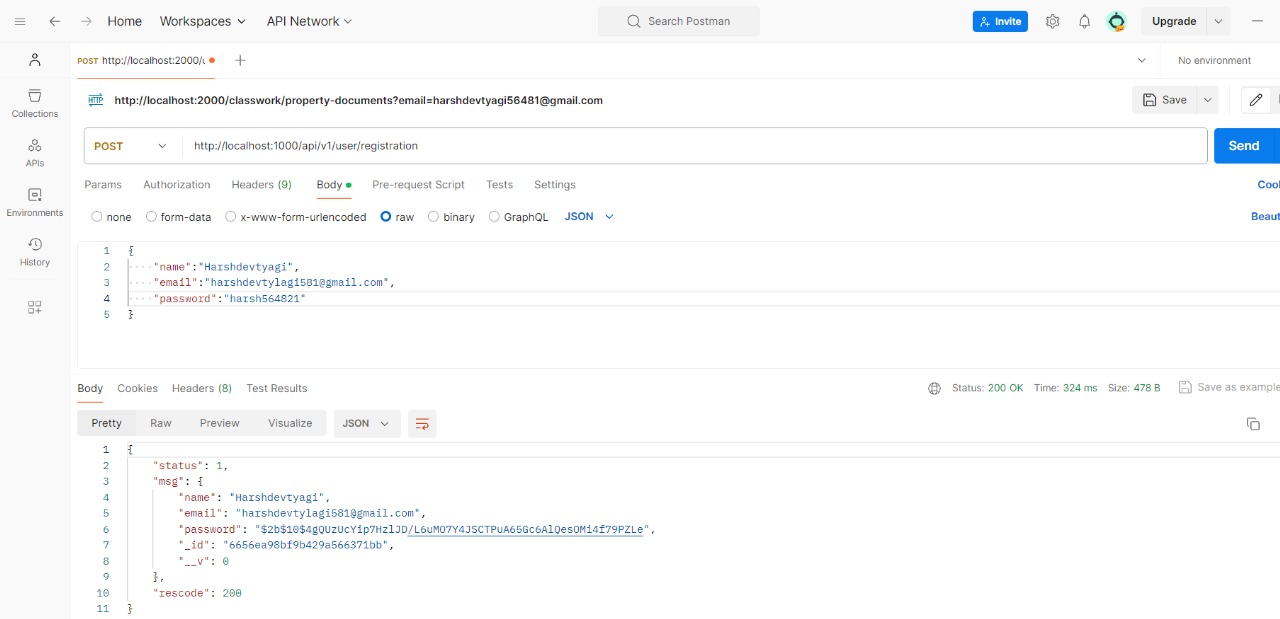 Home Workspaces API Network Search Postman Invite Upgrade
POST http://localhost:2000/c No environment
HTTP http://localhost:2000/classwork/property-documents?email=harshdevtyagi56481@gmail.com Save
POST http://localhost:1000/api/v1/user/registration Send
Params Authorization Headers (9) Body Pre-request Script Tests Settings Cool
none form-data x-www-form-urlencoded raw binary GraphQL JSON Beaut
Collections
APIs
Environments
History
1 {
2 "name":"Harshdevtyagi",
3 "email":"harshdevtylagi581@gmail.com",
4 "password":"harsh564821"
5 }
Body Cookies Headers (8) Test Results Status: 200 OK Time: 324 ms Size: 478 B Save as example
Pretty Raw Preview Visualize JSON
1 {
2 "status": 1,
3 "msg": {
4 "name": "Harshdevtyagi",
5 "email": "harshdevtylagi581@gmail.com",
6 "password": "$2b$10$4gQUzUcYip7HzlJD/L6uMO7Y4JSCTPuA65Gc6AlQesOMi4f79PZLe",
7 "_id": "6656ea98bf9b429a566371bb",
8 "__v": 0
9 },
10 "rescode": 200
11 }